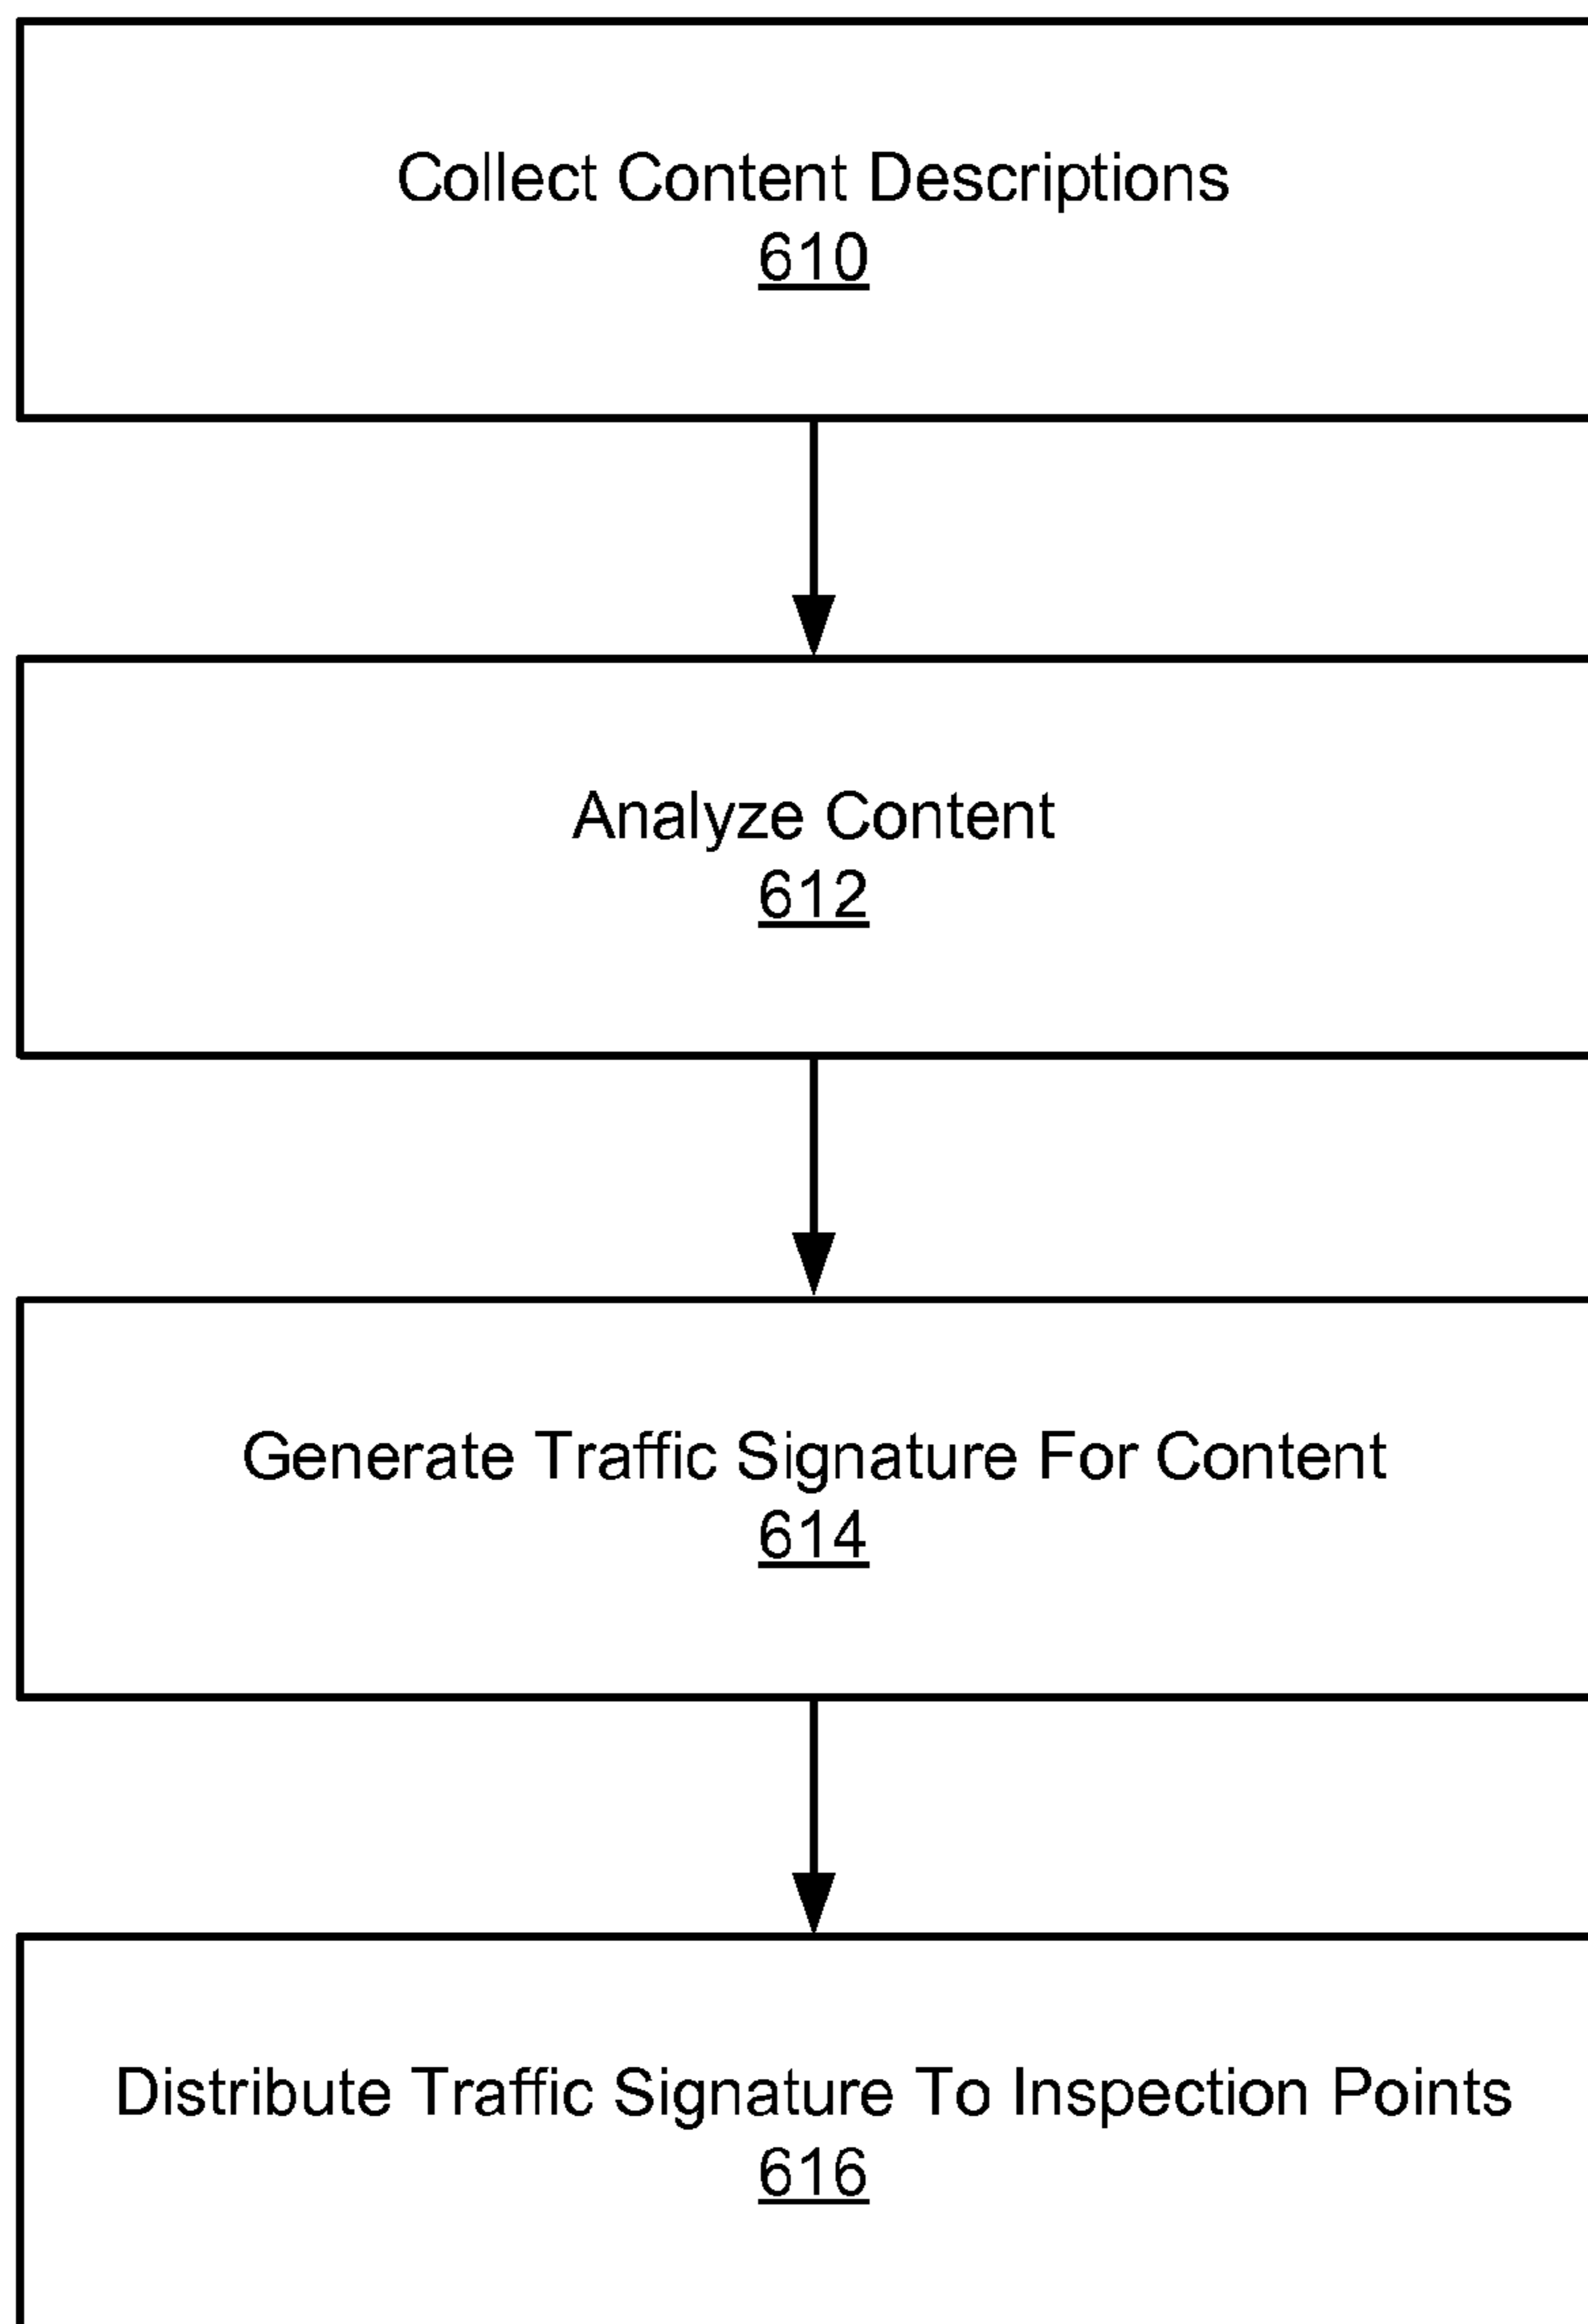 Collect Content Descriptions
610
Analyze Content
612
Generate Traffic Signature For Content
614
Distribute Traffic Signature To Inspection Points
616